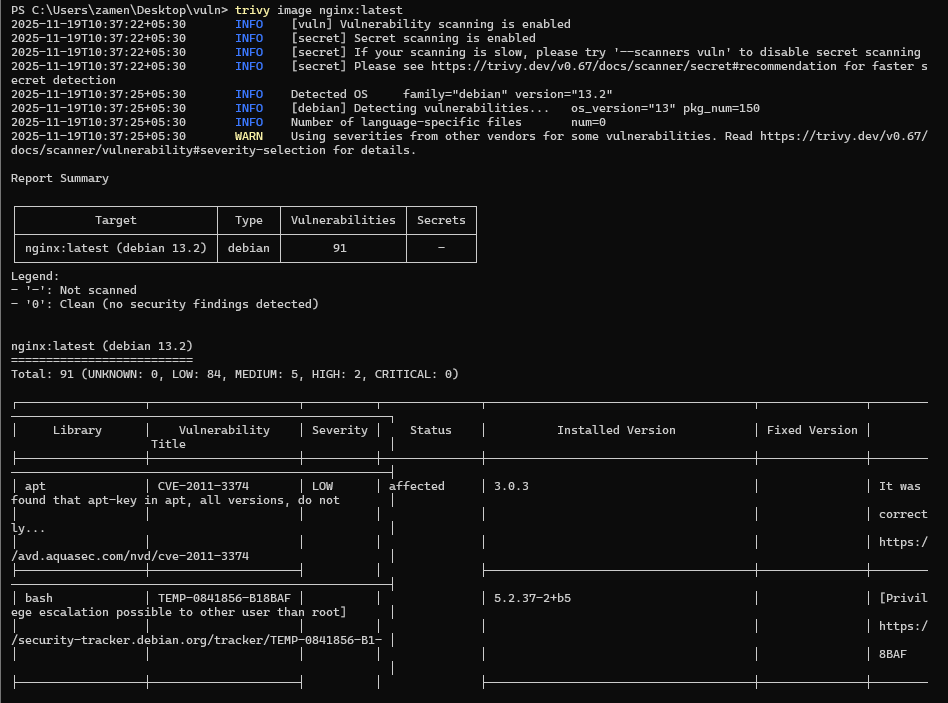 PS C:\Users\zamen\Desktop\vuln> trivy image nginx:latest
2025-11-19T10:37:22+05:30 INFO [vuln] Vulnerability scanning is enabled
2025-11-19T10:37:22+05:30 INFO [secret] Secret scanning is enabled
2025-11-19T10:37:22+05:30 INFO [secret] If your scanning is slow, please try '--scanners vuln' to disable secret scanning
2025-11-19T10:37:22+05:30 INFO [secret] Please see https://trivy.dev/v0.67/docs/scanner/secret#recommendation for faster s
ecret detection
2025-11-19T10:37:25+05:30 INFO Detected OS family="debian" version="13.2"
2025-11-19T10:37:25+05:30 INFO [debian] Detecting vulnerabilities... os_version="13" pkg_num=150
2025-11-19T10:37:25+05:30 INFO Number of language-specific files num=0
2025-11-19T10:37:25+05:30 WARN Using severities from other vendors for some vulnerabilities. Read https://trivy.dev/v0.67/
docs/scanner/vulnerability#severity-selection for details.
Report Summary
Target Type Vulnerabilities Secrets
nginx:latest (debian 13.2) debian 91 -
Legend:
- '-': Not scanned
- '0': Clean (no security findings detected)
nginx:latest (debian 13.2)
==========================
Total: 91 (UNKNOWN: 0, LOW: 84, MEDIUM: 5, HIGH: 2, CRITICAL: 0)
Library Vulnerability Severity Status Installed Version Fixed Version
Title
apt CVE-2011-3374 LOW affected 3.0.3 It was
found that apt-key in apt, all versions, do not
correct
ly...
https:/
/avd.aquasec.com/nvd/cve-2011-3374
bash TEMP-0841856-B18BAF 5.2.37-2+b5 [Privil
ege escalation possible to other user than root]
https:/
/security-tracker.debian.org/tracker/TEMP-0841856-B1-
8BAF